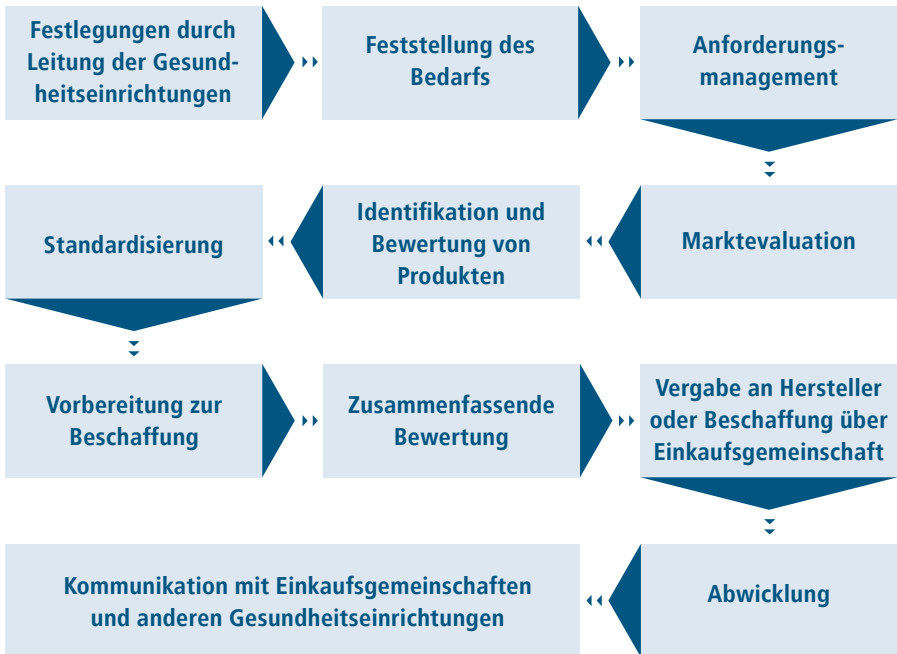 Festlegungen durch
Leitung der Gesund-
heitseinrichtungen
Feststellung des
Bedarfs
Anforderungs-
management
Marktevaluation
Identifikation und
Bewertung von
Produkten
Standardisierung
Vorbereitung zur
Beschaffung
Zusammenfassende
Bewertung
Vergabe an Hersteller
oder Beschaffung über
Einkaufsgemeinschaft
Abwicklung
Kommunikation mit Einkaufsgemeinschaften
und anderen Gesundheitseinrichtungen